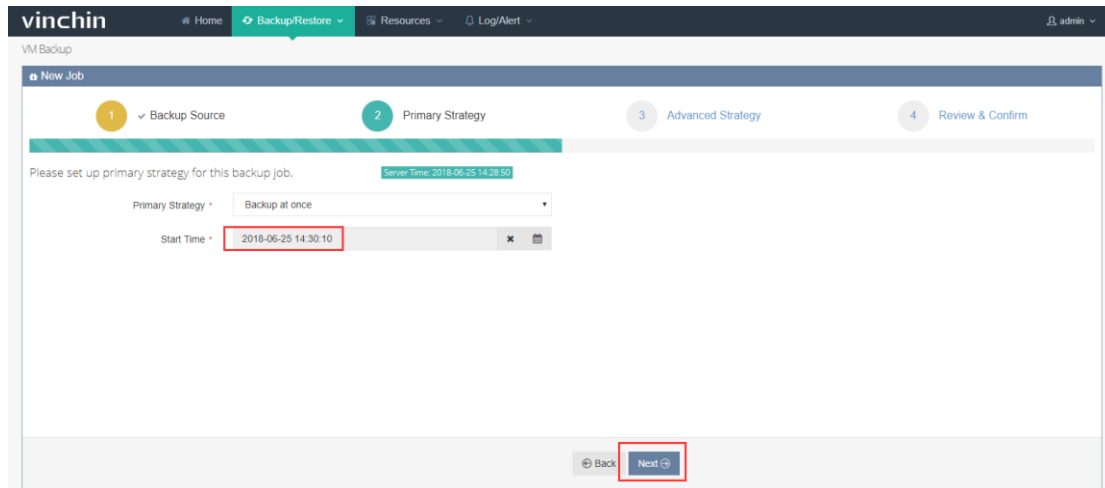 vinchin Home Backup/Restore Resources Log/Alert admin
VM Backup
New Job
1 Backup Source 2 Primary Strategy 3 Advanced Strategy 4 Review & Confirm
Please set up primary strategy for this backup job. Server Time: 2018-06-25 14:28:50
Primary Strategy * Backup at once
Start Time * 2018-06-25 14:30:10
Back Next